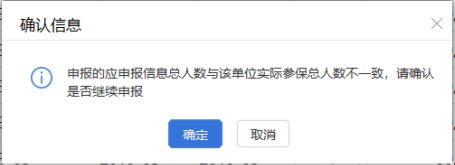 确认信息
申报的应申报信息总人数与该单位实际参保总人数不一致，请确认
是否继续申报
确定 取消